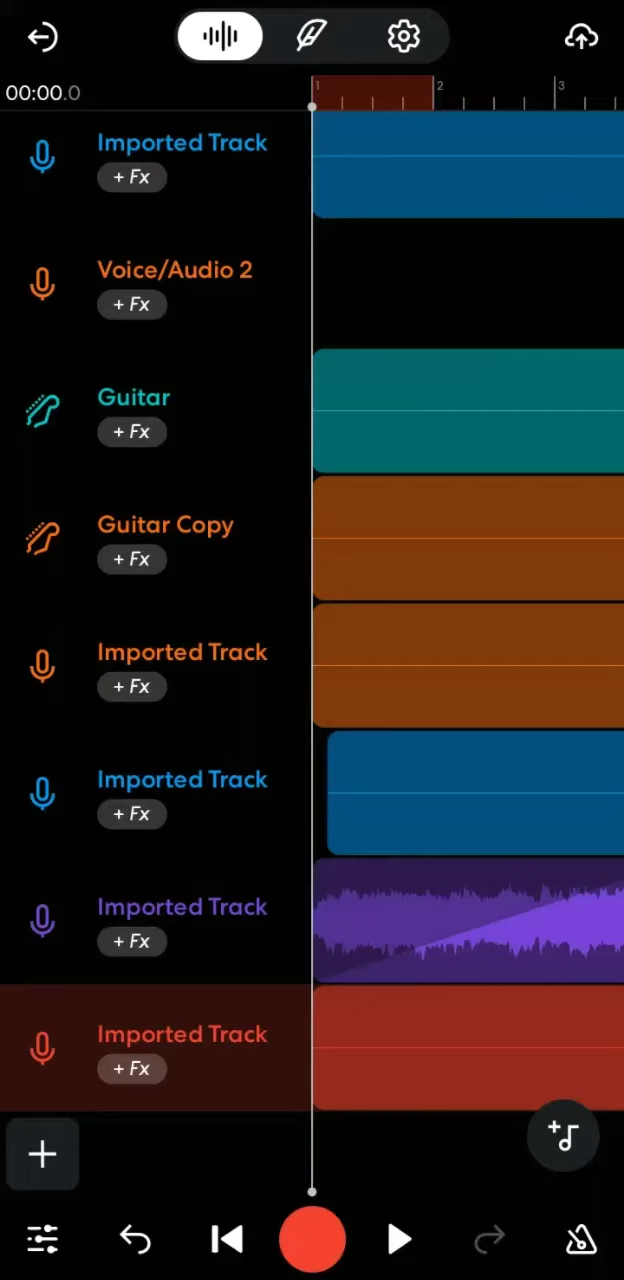 00:00.0
1
2
3
Imported Track
+ Fx
Voice/Audio 2
+ Fx
Guitar
+ Fx
Guitar Copy
+ Fx
Imported Track
+ Fx
Imported Track
+ Fx
Imported Track
+ Fx
Imported Track
+ Fx